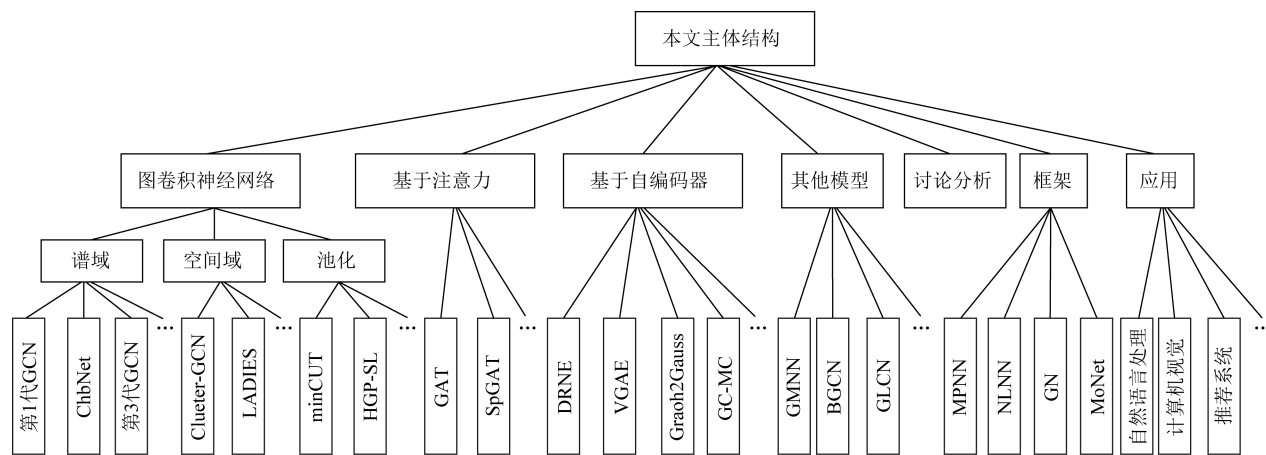 本文主体结构
图卷积神经网络
基于注意力
基于自编码器
其他模型
讨论分析
框架
应用
谱域
空间域
池化
第1代GCN
ChbNet
第3代GCN
...
Clueter-GCN
LADIES
...
minCUT
HGP-SL
...
GAT
SpGAT
...
DRNE
VGAE
Graoh2Gauss
GC-MC
...
GMNN
BGCN
GLCN
...
MPNN
NLNN
GN
MoNet
自然语言处理
计算机视觉
推荐系统
..